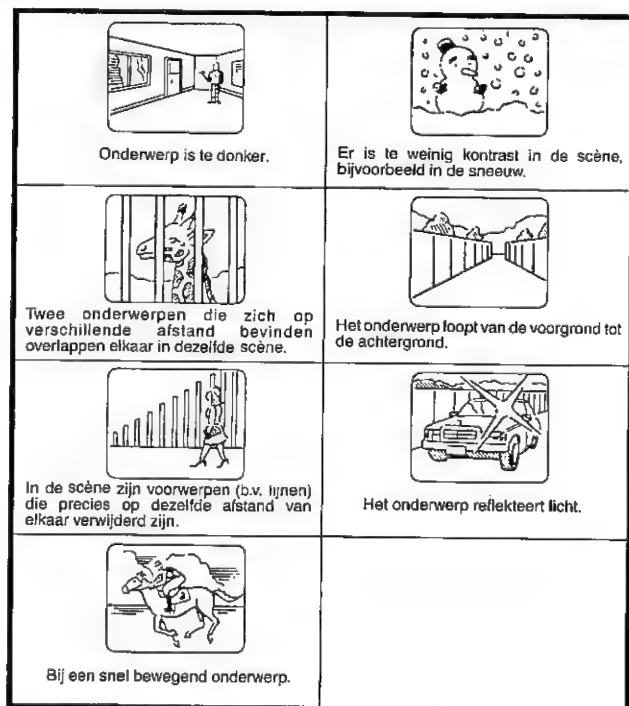 Onderwerp is te donker.
Er is te weinig kontrast in de scène,
bijvoorbeeld in de sneeuw.
Twee onderwerpen die zich op
verschillende afstand bevinden
overlappen elkaar in dezelfde scène.
Het onderwerp loopt van de voorgrond tot
de achtergrond.
In de scène zijn voorwerpen (b.v. lijnen)
die precies op dezelfde afstand van
elkaar verwijderd zijn.
Het onderwerp reflekteert licht.
Bij een snel bewegend onderwerp.